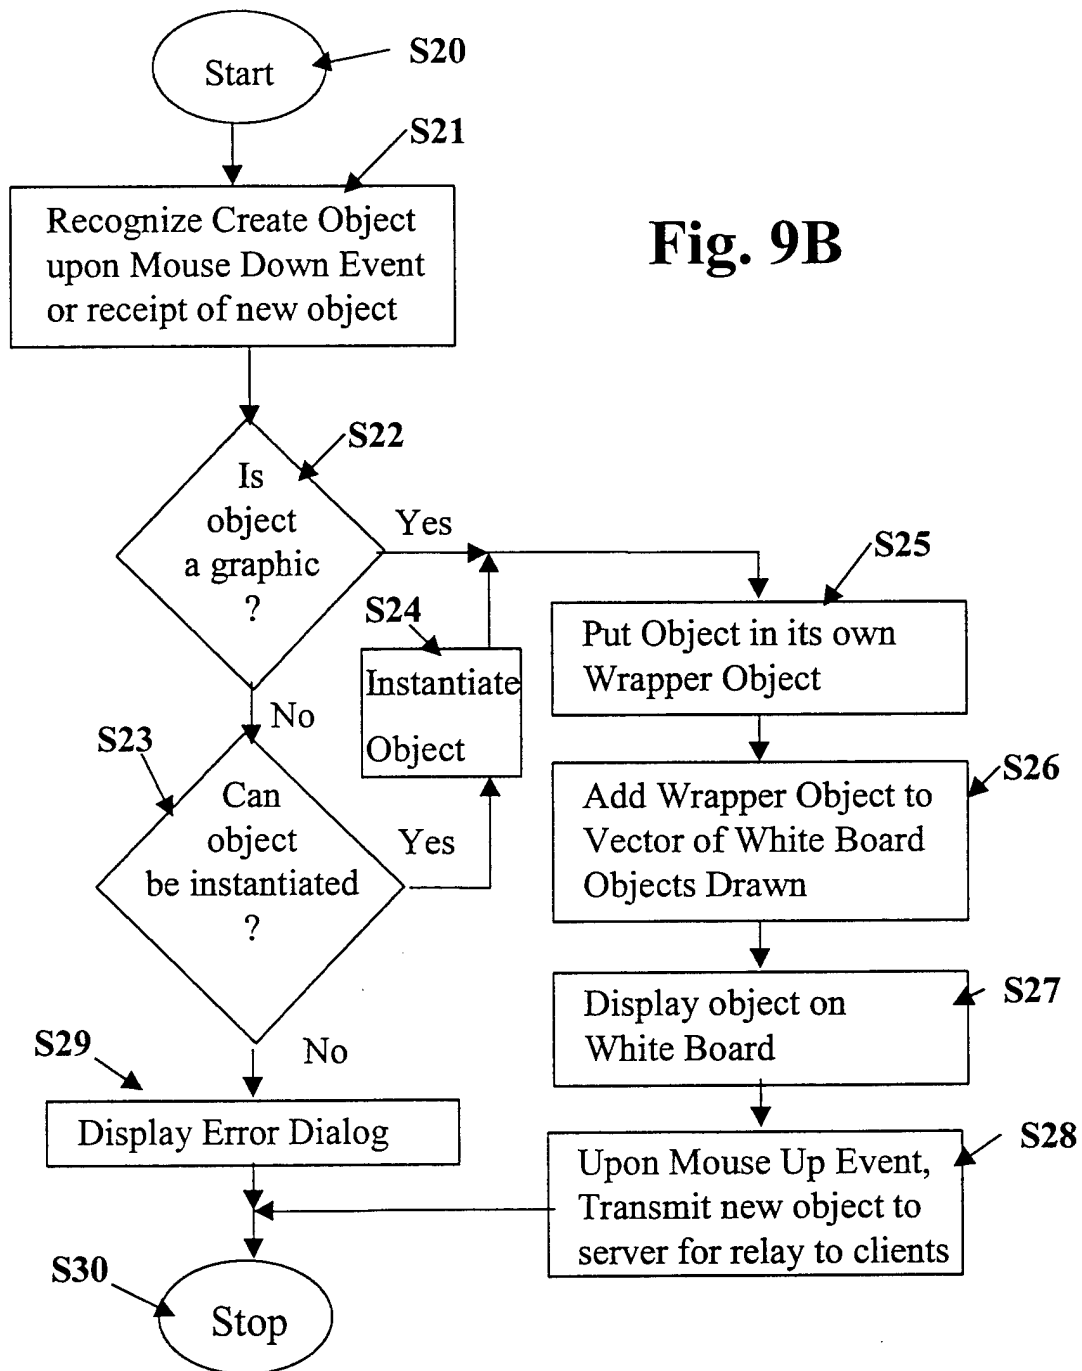 S20
Start
S21
Recognize Create Object
upon Mouse Down Event
or receipt of new object
Fig. 9B
S22
Is
object
a graphic
?
Yes
No
S23
Can
object
be instantiated
?
Yes
S24
Instantiate
Object
S25
Put Object in its own
Wrapper Object
S26
Add Wrapper Object to
Vector of White Board
Objects Drawn
S27
Display object on
White Board
S28
Upon Mouse Up Event,
Transmit new object to
server for relay to clients
No
S29
Display Error Dialog
S30
Stop